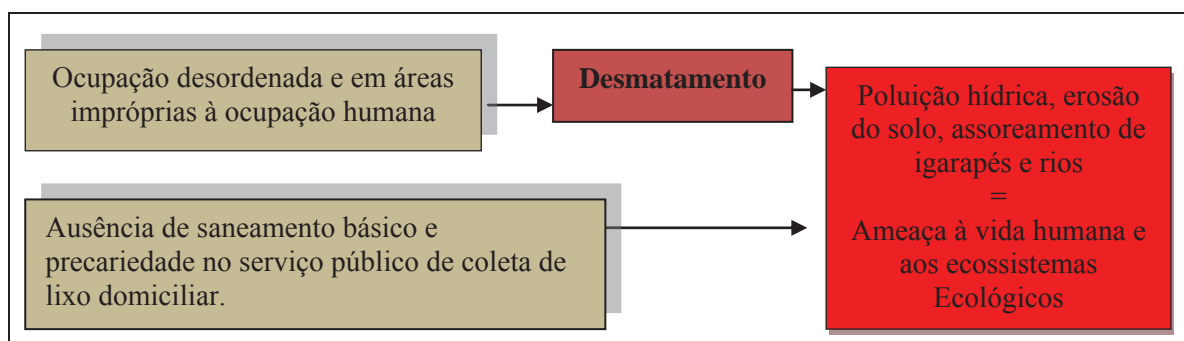 Ocupação desordenada e em áreas
impróprias à ocupação humana
Desmatamento
Poluição hídrica, erosão
do solo, assoreamento de
igarapés e rios
=
Ameaça à vida humana e
aos ecossistemas
Ecológicos
Ausência de saneamento básico e
precariedade no serviço público de coleta de
lixo domiciliar.